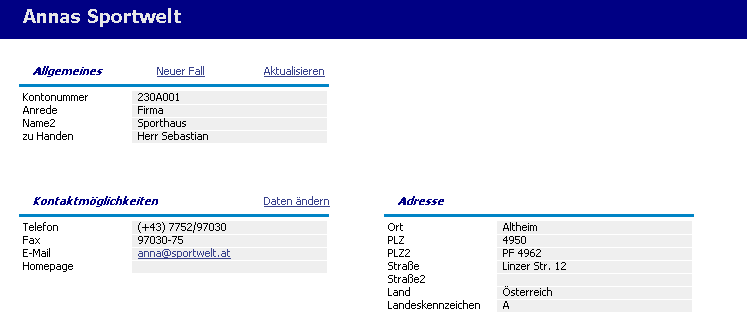 Annas Sportwelt
Allgemeines Neuer Fall Aktualisieren
Kontonummer 230A001
Anrede Firma
Name2 Sporthaus
zu Handen Herr Sebastian
Kontaktmöglichkeiten Daten ändern
Telefon (+43) 7752/97030
Fax 97030-75
E-Mail anna@sportwelt.at
Homepage
Adresse
Ort Altheim
PLZ 4950
PLZ2 PF 4962
Straße Linzer Str. 12
Straße2
Land Österreich
Landeskennzeichen A